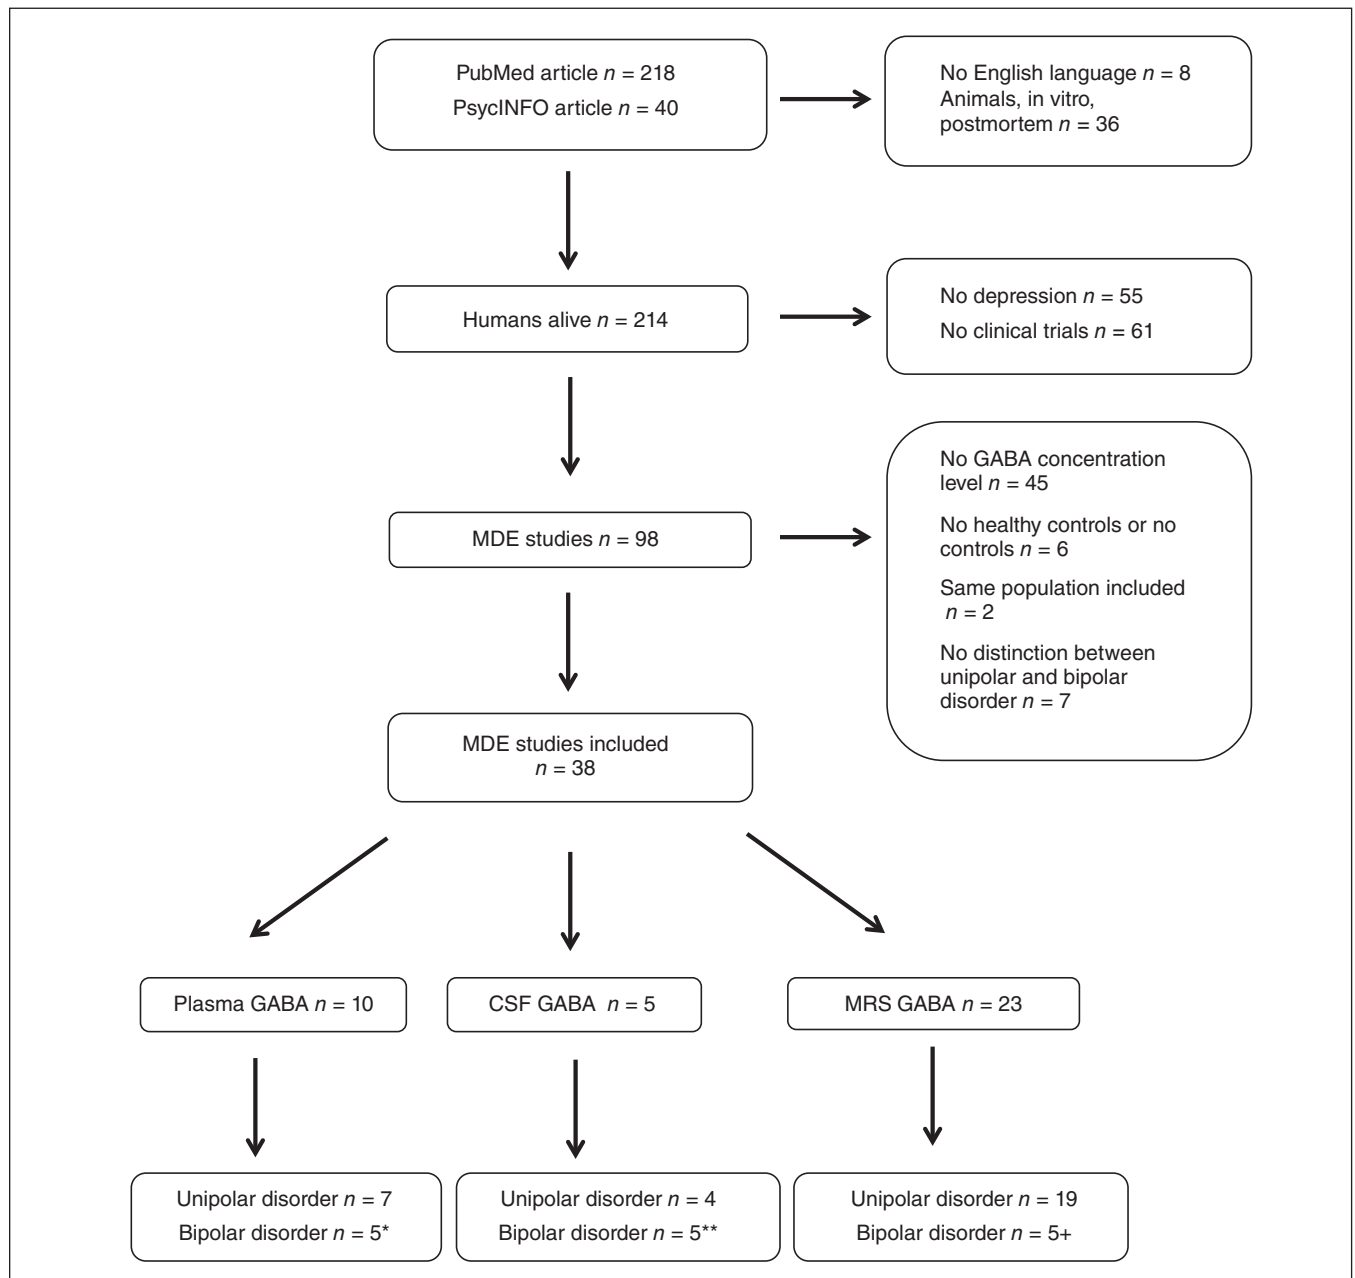 PubMed article n = 218
PsycINFO article n = 40
No English language n = 8
Animals, in vitro,
postmortem n = 36
Humans alive n = 214
No depression n = 55
No clinical trials n = 61
MDE studies n = 98
No GABA concentration
level n = 45
No healthy controls or no
controls n = 6
Same population included
n = 2
No distinction between
unipolar and bipolar
disorder n = 7
MDE studies included
n = 38
Plasma GABA n = 10
CSF GABA n = 5
MRS GABA n = 23
Unipolar disorder n = 7
Bipolar disorder n = 5*
Unipolar disorder n = 4
Bipolar disorder n = 5**
Unipolar disorder n = 19
Bipolar disorder n = 5+